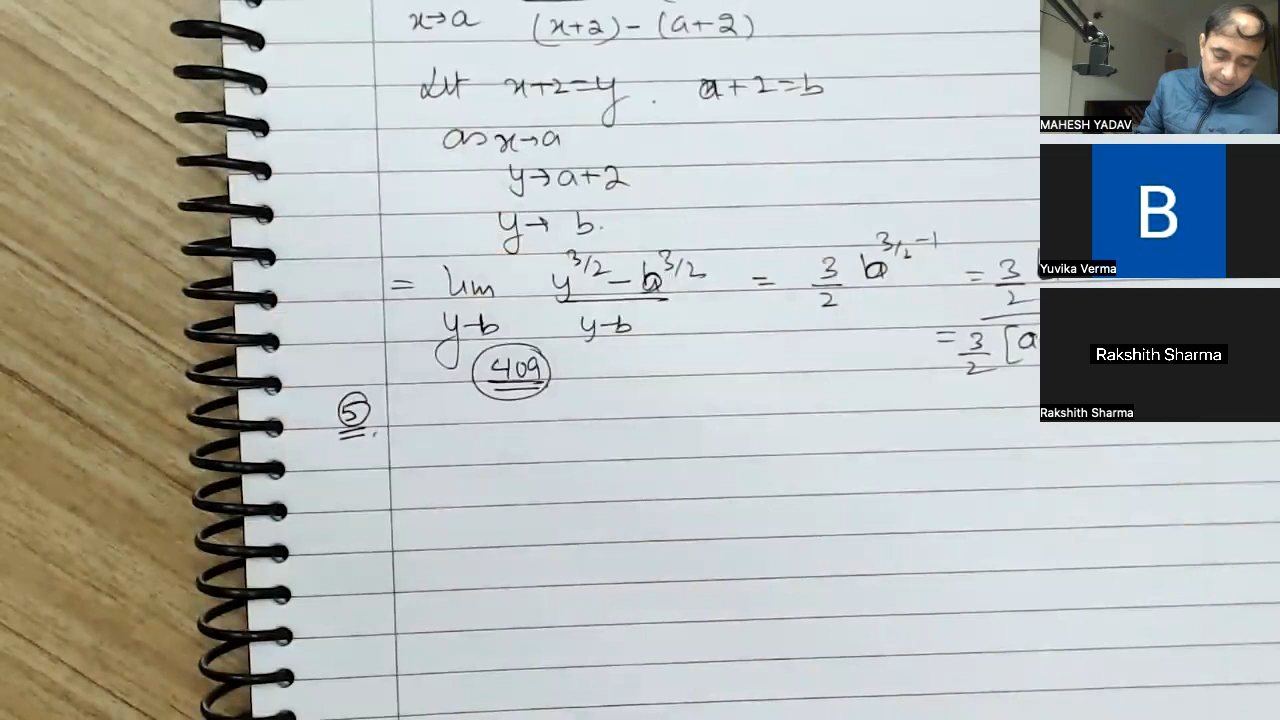 x→a (x+2) - (a+2)
Let x+2=y. a+2=b
as x→a
y→a+2
y→ b.
= lim y^3/2 - b^3/2 = 3/2 b^3/2-1 = 3/2
y-b y-b
= 3/2 [a
409
5.
MAHESH YADAV
B
Yuvika Verma
Rakshith Sharma
Rakshith Sharma